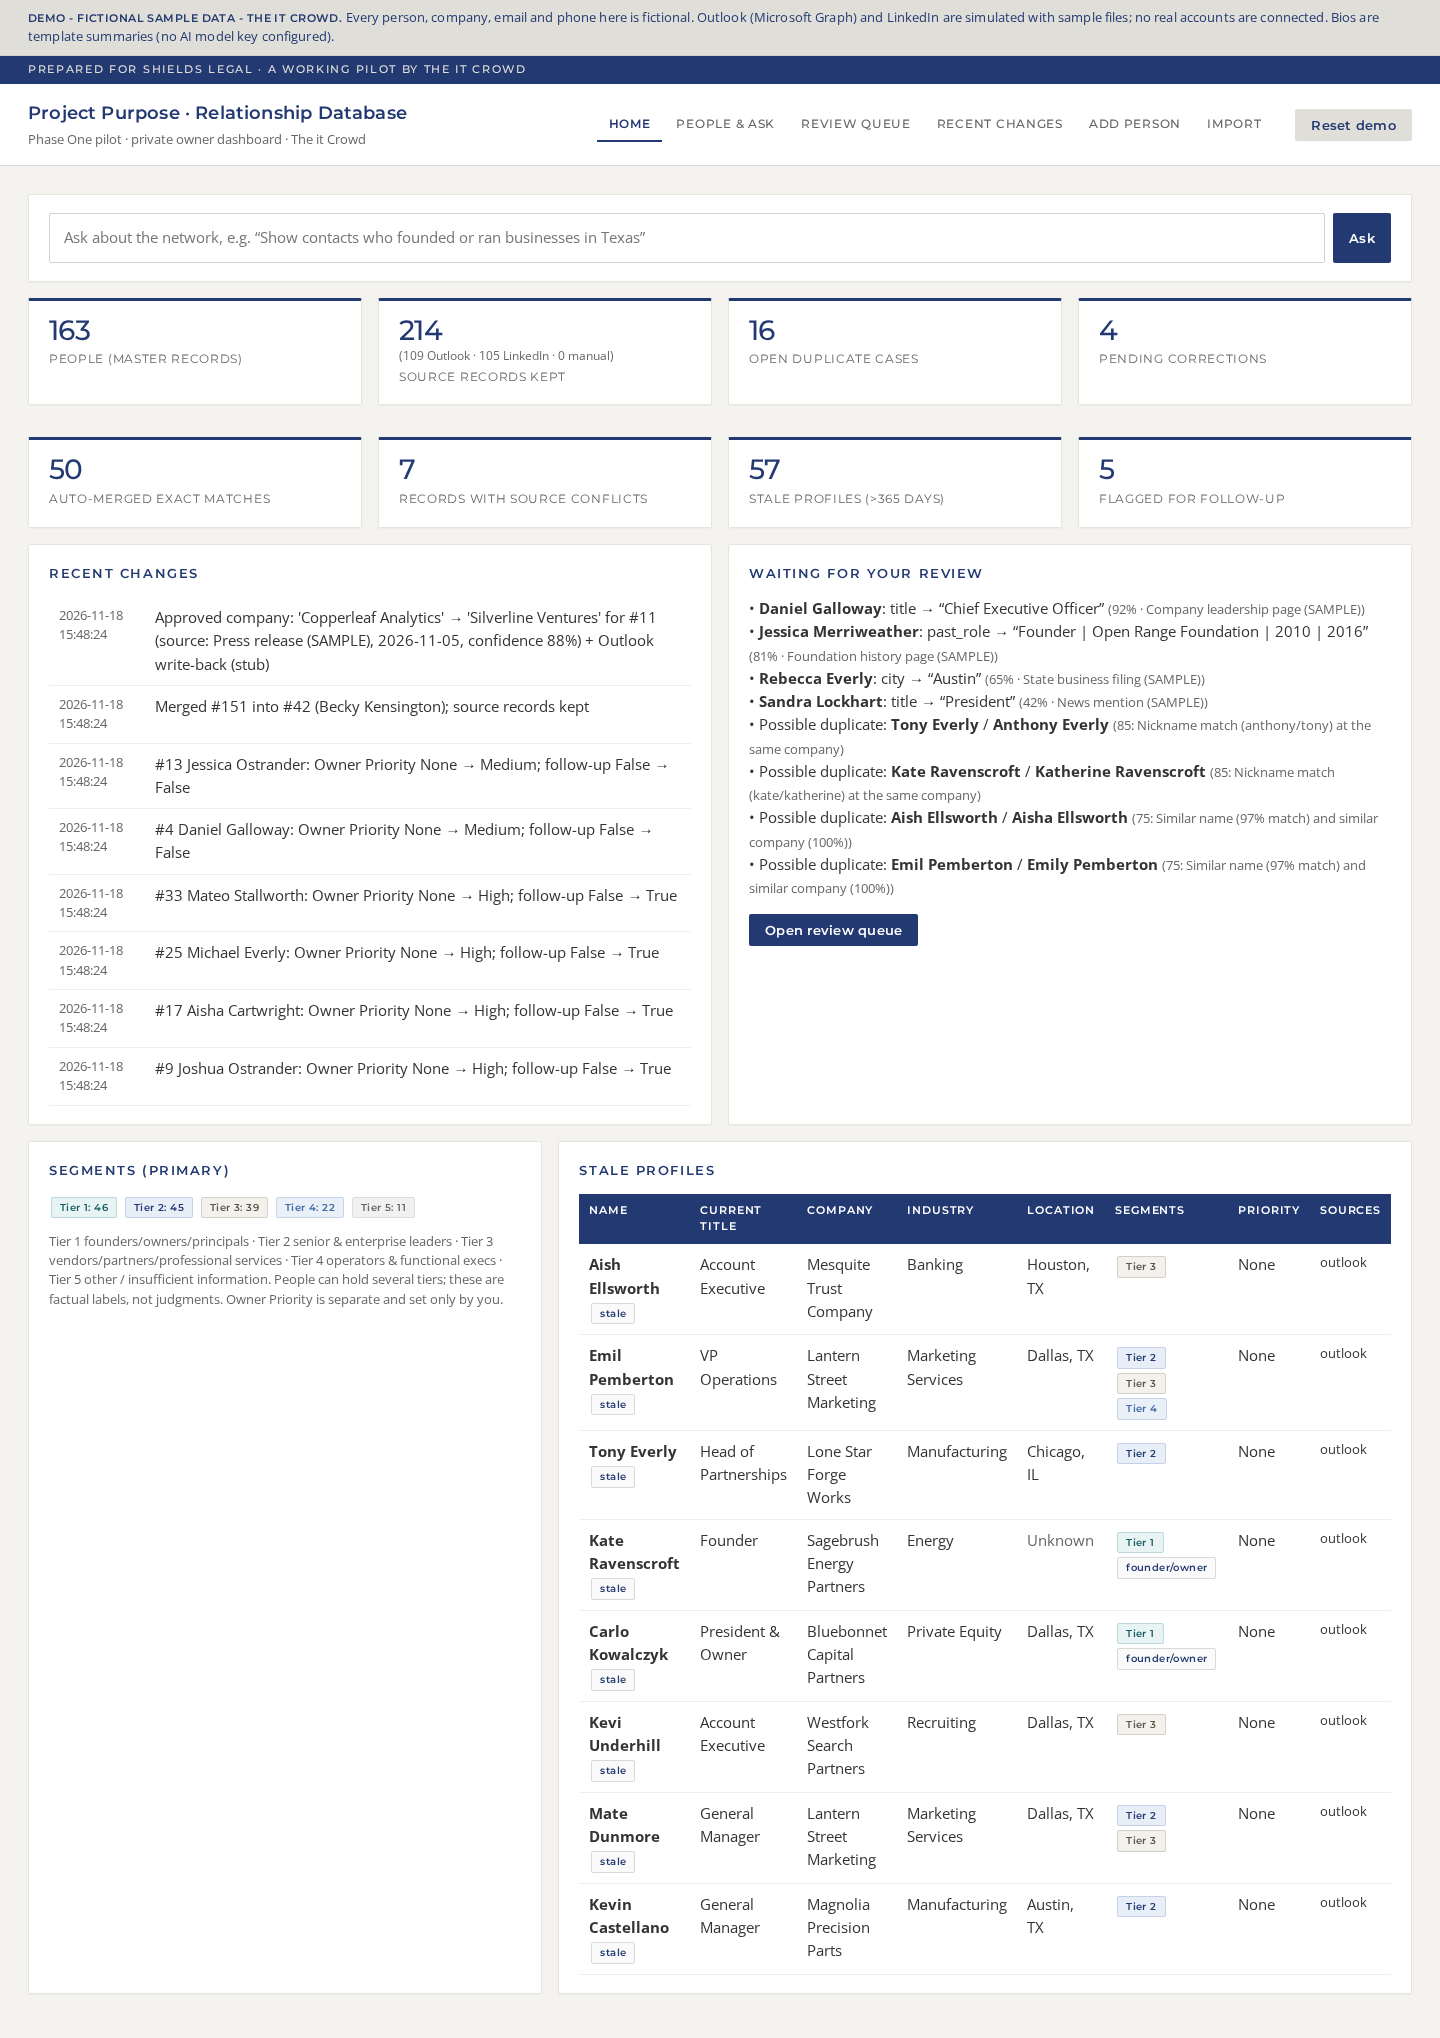 DEMO - FICTIONAL SAMPLE DATA - THE IT CROWD. Every person, company, email and phone here is fictional. Outlook (Microsoft Graph) and LinkedIn are simulated with sample files; no real accounts are connected. Bios are
template summaries (no AI model key configured).
PREPARED FOR SHIELDS LEGAL · A WORKING PILOT BY THE IT CROWD
Project Purpose · Relationship Database
Phase One pilot · private owner dashboard · The it Crowd
HOME PEOPLE & ASK REVIEW QUEUE RECENT CHANGES ADD PERSON IMPORT Reset demo
Ask about the network, e.g. “Show contacts who founded or ran businesses in Texas”
Ask
163
PEOPLE (MASTER RECORDS)
214
(109 Outlook · 105 LinkedIn · 0 manual)
SOURCE RECORDS KEPT
16
OPEN DUPLICATE CASES
4
PENDING CORRECTIONS
50
AUTO-MERGED EXACT MATCHES
7
RECORDS WITH SOURCE CONFLICTS
57
STALE PROFILES (>365 DAYS)
5
FLAGGED FOR FOLLOW-UP
RECENT CHANGES
2026-11-18
15:48:24
Approved company: 'Copperleaf Analytics' → 'Silverline Ventures' for #11
(source: Press release (SAMPLE), 2026-11-05, confidence 88%) + Outlook
write-back (stub)
2026-11-18
15:48:24
Merged #151 into #42 (Becky Kensington); source records kept
2026-11-18
15:48:24
#13 Jessica Ostrander: Owner Priority None → Medium; follow-up False →
False
2026-11-18
15:48:24
#4 Daniel Galloway: Owner Priority None → Medium; follow-up False →
False
2026-11-18
15:48:24
#33 Mateo Stallworth: Owner Priority None → High; follow-up False → True
2026-11-18
15:48:24
#25 Michael Everly: Owner Priority None → High; follow-up False → True
2026-11-18
15:48:24
#17 Aisha Cartwright: Owner Priority None → High; follow-up False → True
2026-11-18
15:48:24
#9 Joshua Ostrander: Owner Priority None → High; follow-up False → True
WAITING FOR YOUR REVIEW
• Daniel Galloway: title → “Chief Executive Officer” (92% · Company leadership page (SAMPLE))
• Jessica Merriweather: past_role → “Founder | Open Range Foundation | 2010 | 2016”
(81% · Foundation history page (SAMPLE))
• Rebecca Everly: city → “Austin” (65% · State business filing (SAMPLE))
• Sandra Lockhart: title → “President” (42% · News mention (SAMPLE))
• Possible duplicate: Tony Everly / Anthony Everly (85: Nickname match (anthony/tony) at the
same company)
• Possible duplicate: Kate Ravenscroft / Katherine Ravenscroft (85: Nickname match
(kate/katherine) at the same company)
• Possible duplicate: Aish Ellsworth / Aisha Ellsworth (75: Similar name (97% match) and similar
company (100%))
• Possible duplicate: Emil Pemberton / Emily Pemberton (75: Similar name (97% match) and
similar company (100%))
Open review queue
SEGMENTS (PRIMARY)
Tier 1: 46 Tier 2: 45 Tier 3: 39 Tier 4: 22 Tier 5: 11
Tier 1 founders/owners/principals · Tier 2 senior & enterprise leaders · Tier 3
vendors/partners/professional services · Tier 4 operators & functional execs ·
Tier 5 other / insufficient information. People can hold several tiers; these are
factual labels, not judgments. Owner Priority is separate and set only by you.
STALE PROFILES
NAME CURRENT TITLE COMPANY INDUSTRY LOCATION SEGMENTS PRIORITY SOURCES
Aish Ellsworth stale Account Executive Mesquite Trust Company Banking Houston, TX Tier 3 None outlook
Emil Pemberton stale VP Operations Lantern Street Marketing Marketing Services Dallas, TX Tier 2 Tier 3 Tier 4 None outlook
Tony Everly stale Head of Partnerships Lone Star Forge Works Manufacturing Chicago, IL Tier 2 None outlook
Kate Ravenscroft stale Founder Sagebrush Energy Partners Energy Unknown Tier 1 founder/owner None outlook
Carlo Kowalczyk stale President & Owner Bluebonnet Capital Partners Private Equity Dallas, TX Tier 1 founder/owner None outlook
Kevi Underhill stale Account Executive Westfork Search Partners Recruiting Dallas, TX Tier 3 None outlook
Mate Dunmore stale General Manager Lantern Street Marketing Marketing Services Dallas, TX Tier 2 Tier 3 None outlook
Kevin Castellano stale General Manager Magnolia Precision Parts Manufacturing Austin, TX Tier 2 None outlook